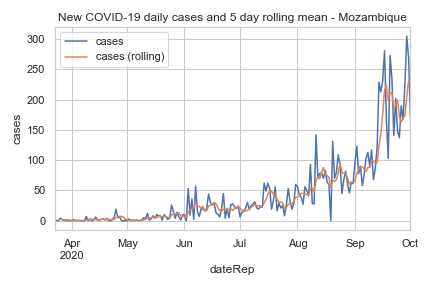 New COVID-19 daily cases and 5 day rolling mean - Mozambique
cases
cases (rolling)
300
250
200
150
100
50
0
cases
Apr
2020
May
Jun
Jul
Aug
Sep
Oct
dateRep